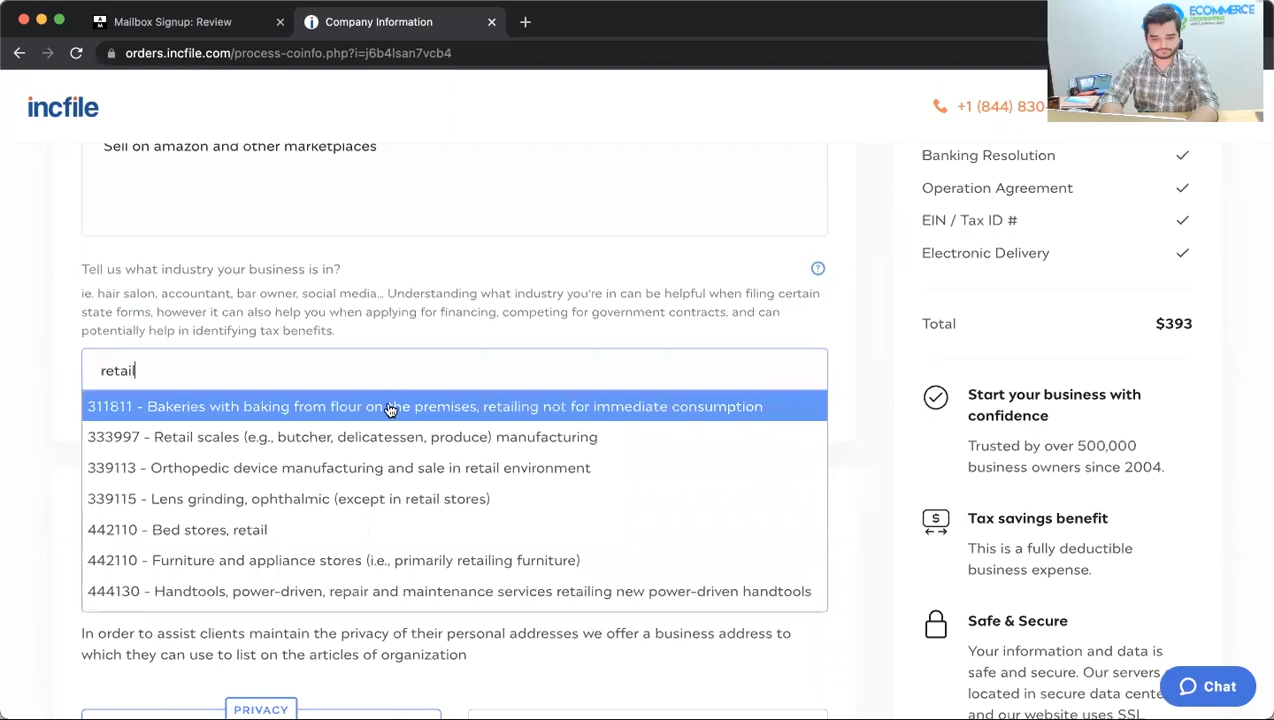 Mailbox Signup: Review
Company Information
orders.incfile.com/process-coinfo.php?i=j6b4lsan7vcb4
ECOMMERCE
incfile
+1 (844) 830-
Sell on amazon and other marketplaces
Tell us what industry your business is in?
ie. hair salon, accountant, bar owner, social media... Understanding what industry you're in can be helpful when filing certain
state forms, however it can also help you when applying for financing, competing for government contracts, and can
potentially help in identifying tax benefits.
retail
311811 - Bakeries with baking from flour on the premises, retailing not for immediate consumption
333997 - Retail scales (e.g., butcher, delicatessen, produce) manufacturing
339113 - Orthopedic device manufacturing and sale in retail environment
339115 - Lens grinding, ophthalmic (except in retail stores)
442110 - Bed stores, retail
442110 - Furniture and appliance stores (i.e., primarily retailing furniture)
444130 - Handtools, power-driven, repair and maintenance services retailing new power-driven handtools
In order to assist clients maintain the privacy of their personal addresses we offer a business address to
which they can use to list on the articles of organization
PRIVACY
Banking Resolution
Operation Agreement
EIN / Tax ID #
Electronic Delivery
Total $393
Start your business with
confidence
Trusted by over 500,000
business owners since 2004.
Tax savings benefit
This is a fully deductible
business expense.
Safe & Secure
Your information and data is
safe and secure. Our servers
located in secure data
and our website uses SSL
Chat